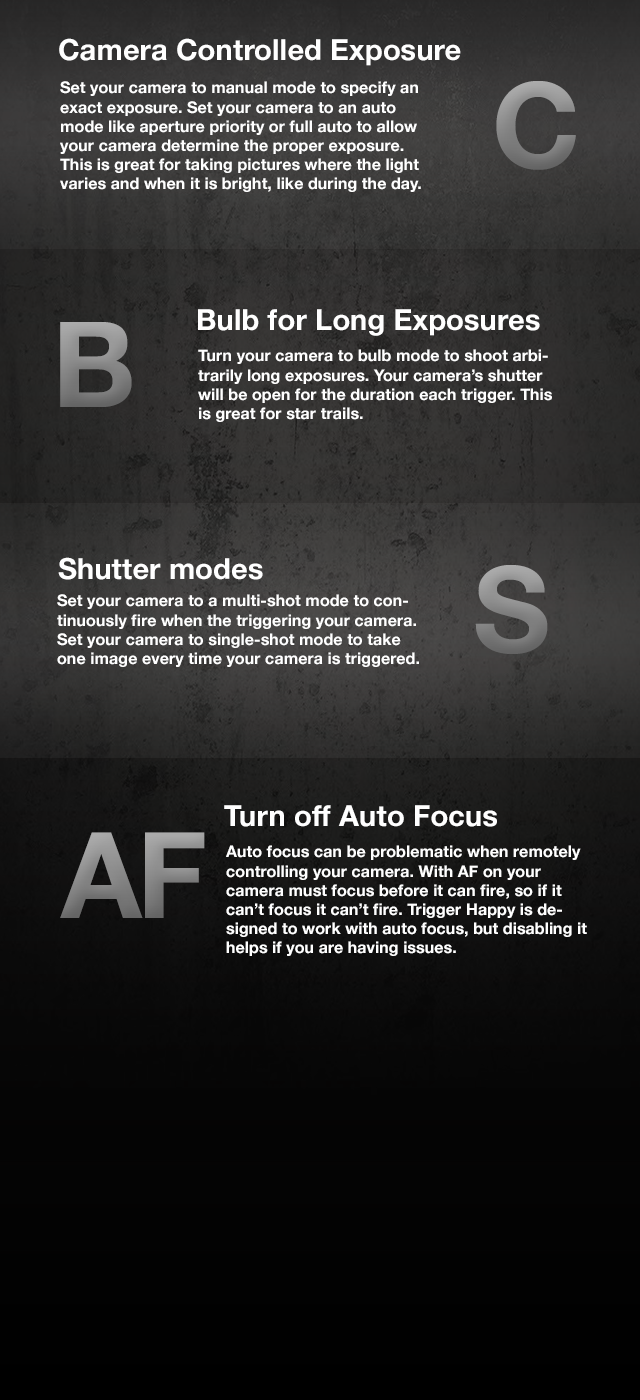 Camera Controlled Exposure
Set your camera to manual mode to specify an
exact exposure. Set your camera to an auto
mode like aperture priority or full auto to allow
your camera determine the proper exposure.
This is great for taking pictures where the light
varies and when it is bright, like during the day.
C
B
Bulb for Long Exposures
Turn your camera to bulb mode to shoot arbi-
trarily long exposures. Your camera’s shutter
will be open for the duration each trigger. This
is great for star trails.
Shutter modes
Set your camera to a multi-shot mode to con-
tinuously fire when the triggering your camera.
Set your camera to single-shot mode to take
one image every time your camera is triggered.
S
AF
Turn off Auto Focus
Auto focus can be problematic when remotely
controlling your camera. With AF on your
camera must focus before it can fire, so if it
can’t focus it can’t fire. Trigger Happy is de-
signed to work with auto focus, but disabling it
helps if you are having issues.